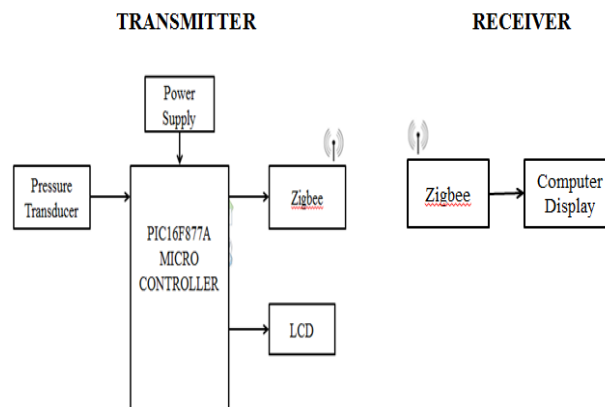 TRANSMITTER
RECEIVER
Power
Supply
Pressure
Transducer
PIC16F877A
MICRO
CONTROLLER
Zigbee
LCD
Zigbee
Computer
Display